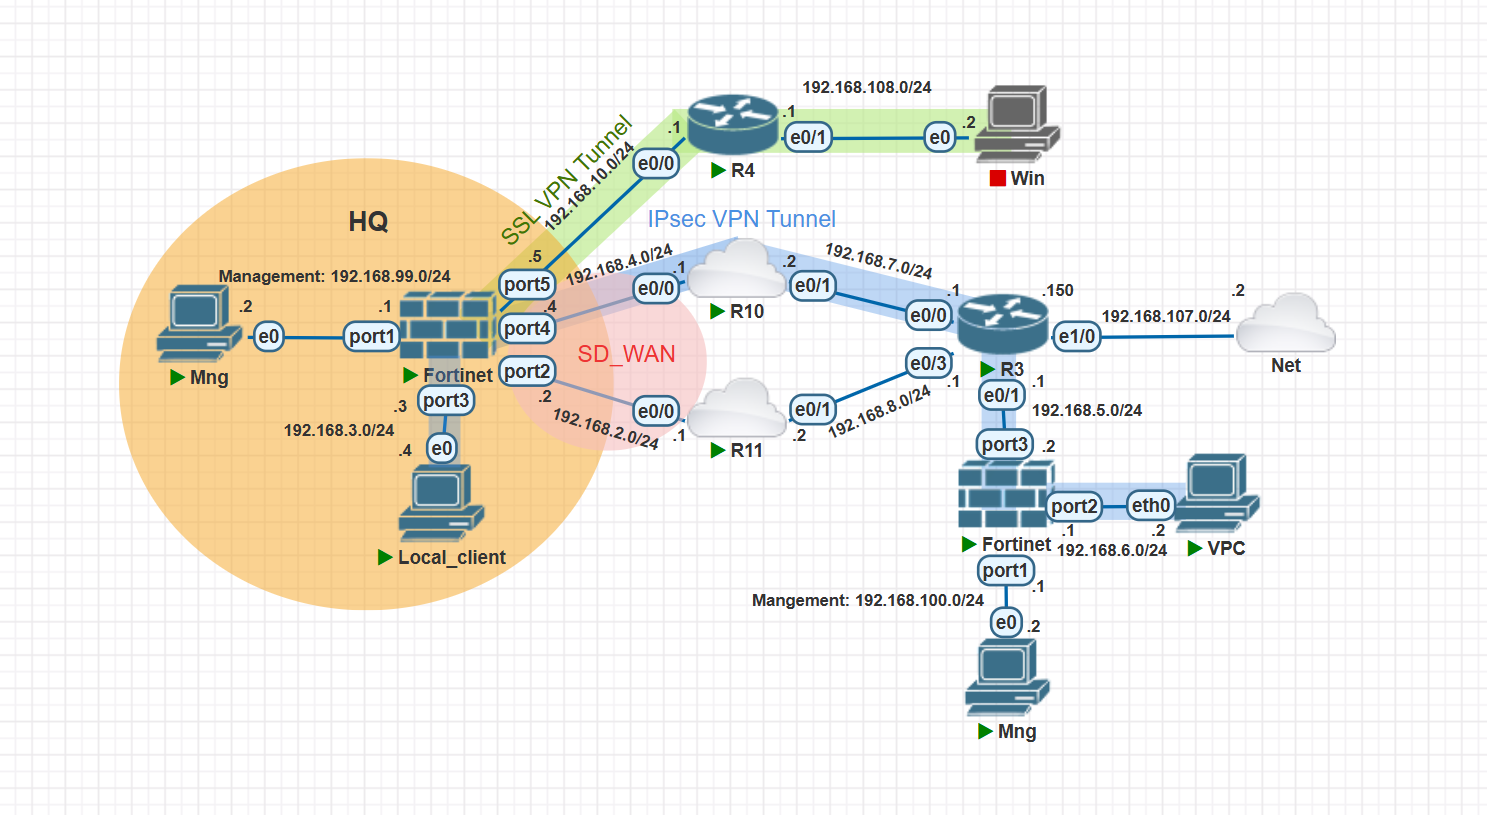 192.168.108.0/24
.1
.2
e0/1
e0
Win
.1
e0/0
R4
SSL VPN Tunnel
192.168.10.0/24
HQ
IPsec VPN Tunnel
Management: 192.168.99.0/24
.2
e0
.1
port1
Mng
Fortinet
.5
port5
192.168.4.0/24
.1
e0/0
.4
port4
R10
.2
e0/1
192.168.7.0/24
.1
e0/0
.150
R3
e1/0
192.168.107.0/24
.2
Net
SD_WAN
port2
.2
192.168.2.0/24
e0/0
.1
R11
e0/1
.2
192.168.8.0/24
e0/3
.1
.3
port3
192.168.3.0/24
.4
e0
Local_client
e0/1
.1
192.168.5.0/24
port3
.2
Fortinet
port2
.1
192.168.6.0/24
eth0
.2
VPC
port1
.1
Mangement: 192.168.100.0/24
e0
.2
Mng